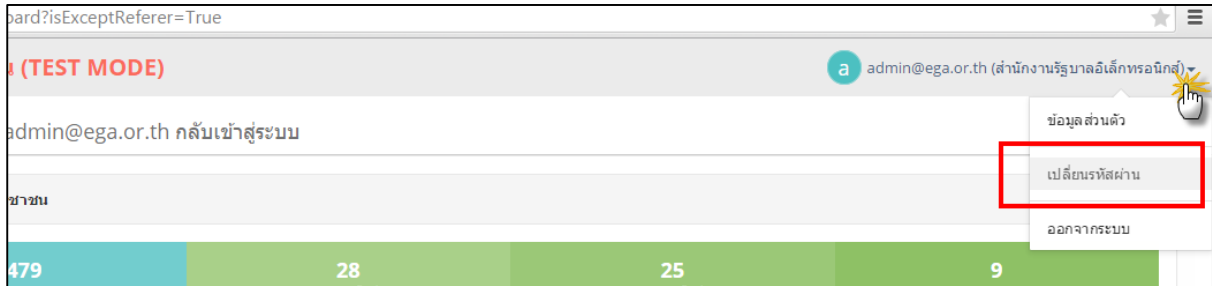 oard?isExceptReferer=True
น (TEST MODE)
a admin@ega.or.th (สำนักงานรัฐบาลอิเล็กทรอนิกส์)
admin@ega.or.th กลับเข้าสู่ระบบ
ข้อมูลส่วนตัว
เปลี่ยนรหัสผ่าน
ชาชน
ออกจากระบบ
479 28 25 9